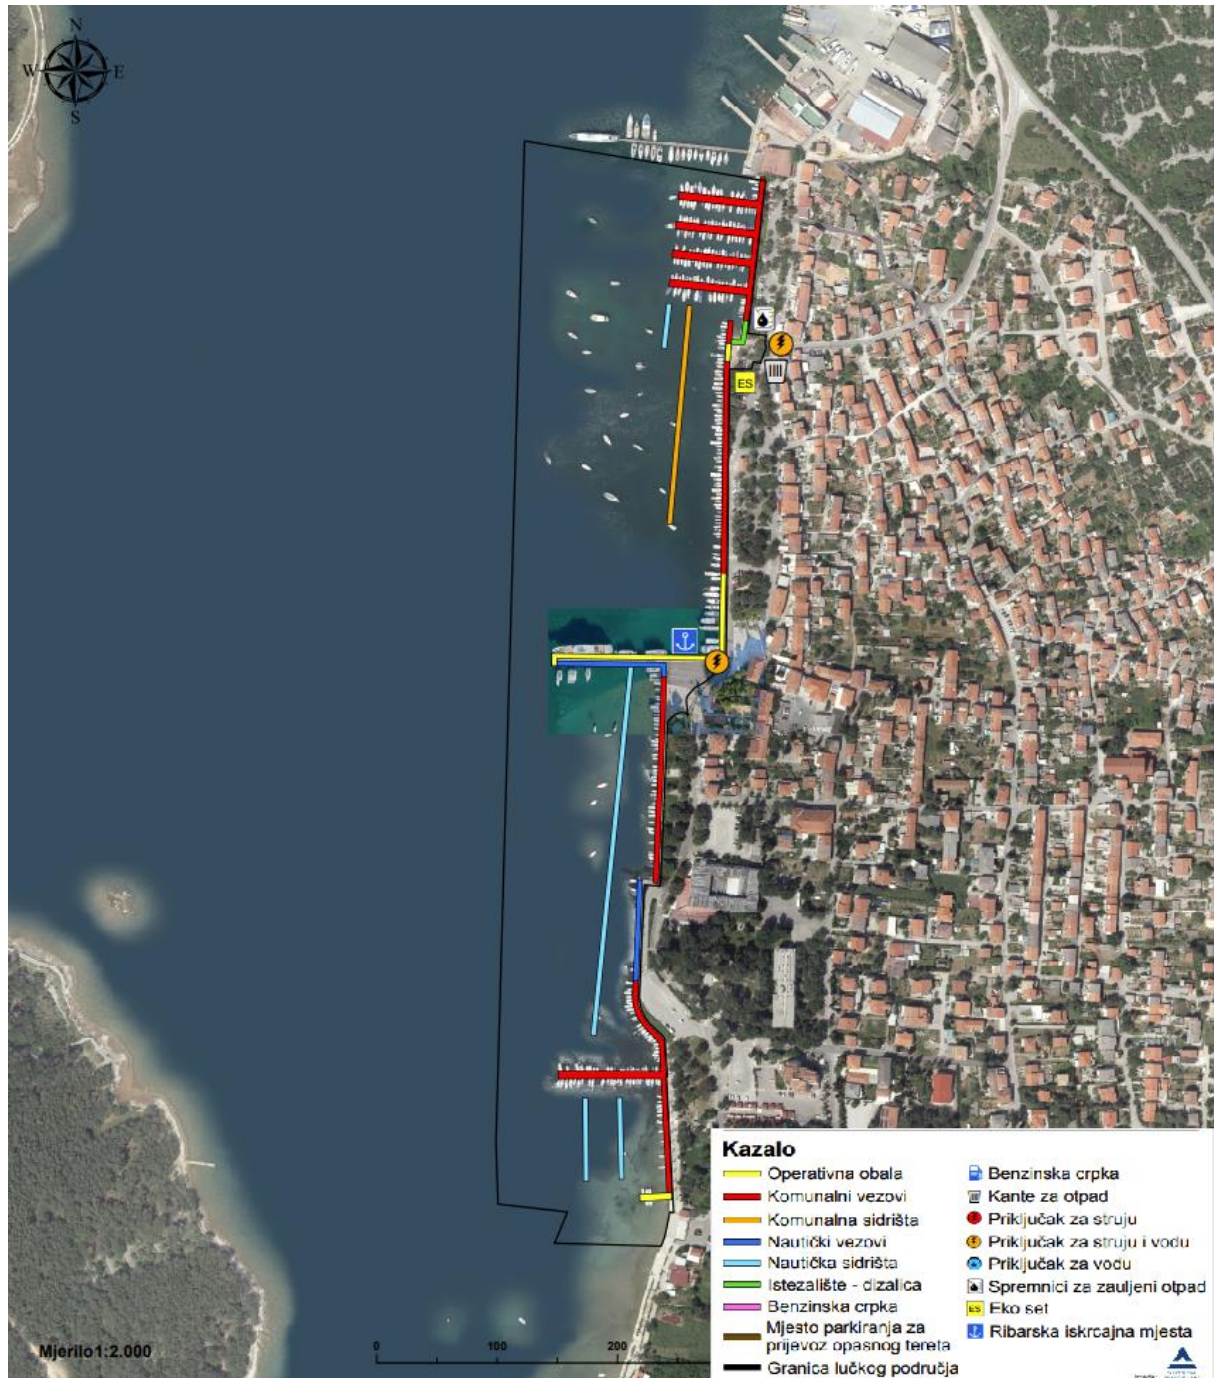 N
W E
S
ES
Kazalo
Operativna obala
Komunalni vezovi
Komunalna sidrišta
Nautički vezovi
Nautička sidrišta
Istezalište - dizalica
Benzinska crpka
Mjesto parkiranja za
prijevoz opasnog tereta
Granica lučkog područja
Benzinska crpka
Kante za otpad
Priključak za struju
Priključak za struju i vodu
Priključak za vodu
Spremnici za zauljeni otpad
ES Eko set
Ribarska iskrcajna mjesta
Mjerilo1:2.000
0 200